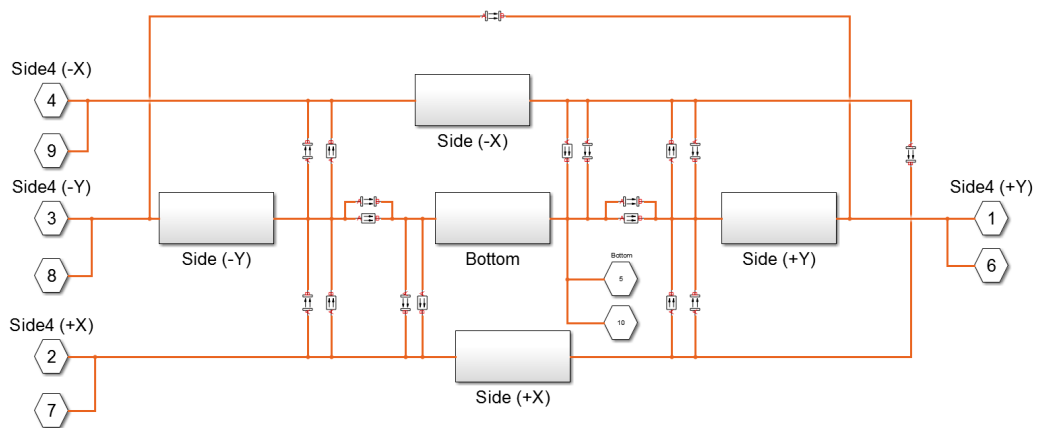 Side4 (-X)
4
9
Side (-X)
Side4 (-Y)
3
8
Side (-Y)
Bottom
Side (+Y)
Side4 (+Y)
1
6
Bottom
5
10
Side4 (+X)
2
7
Side (+X)